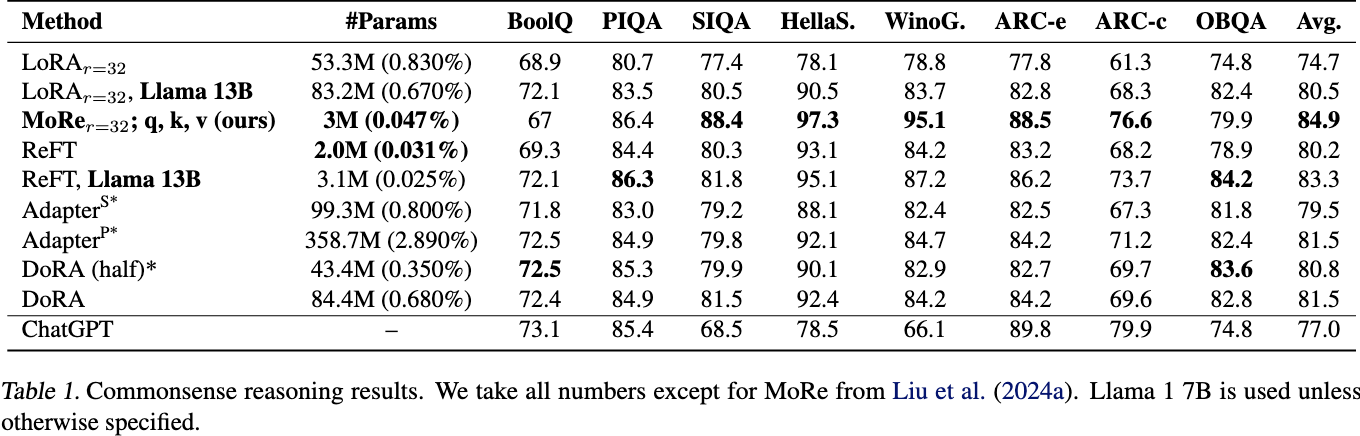 Method #Params BoolQ PIQA SIQA HellaS. WinoG. ARC-e ARC-c OBQA Avg.
LoRA r=32 53.3M (0.830%) 68.9 80.7 77.4 78.1 78.8 77.8 61.3 74.8 74.7
LoRA r=32, Llama 13B 83.2M (0.670%) 72.1 83.5 80.5 90.5 83.7 82.8 68.3 82.4 80.5
MoRe r=32; q, k, v (ours) 3M (0.047%) 67 86.4 88.4 97.3 95.1 88.5 76.6 79.9 84.9
ReFT 2.0M (0.031%) 69.3 84.4 80.3 93.1 84.2 83.2 68.2 78.9 80.2
ReFT, Llama 13B 3.1M (0.025%) 72.1 86.3 81.8 95.1 87.2 86.2 73.7 84.2 83.3
Adapter S* 99.3M (0.800%) 71.8 83.0 79.2 88.1 82.4 82.5 67.3 81.8 79.5
Adapter P* 358.7M (2.890%) 72.5 84.9 79.8 92.1 84.7 84.2 71.2 82.4 81.5
DoRA (half)* 43.4M (0.350%) 72.5 85.3 79.9 90.1 82.9 82.7 69.7 83.6 80.8
DoRA 84.4M (0.680%) 72.4 84.9 81.5 92.4 84.2 84.2 69.6 82.8 81.5
ChatGPT – 73.1 85.4 68.5 78.5 66.1 89.8 79.9 74.8 77.0
Table 1. Commonsense reasoning results. We take all numbers except for MoRe from Liu et al. (2024a). Llama 1 7B is used unless
otherwise specified.